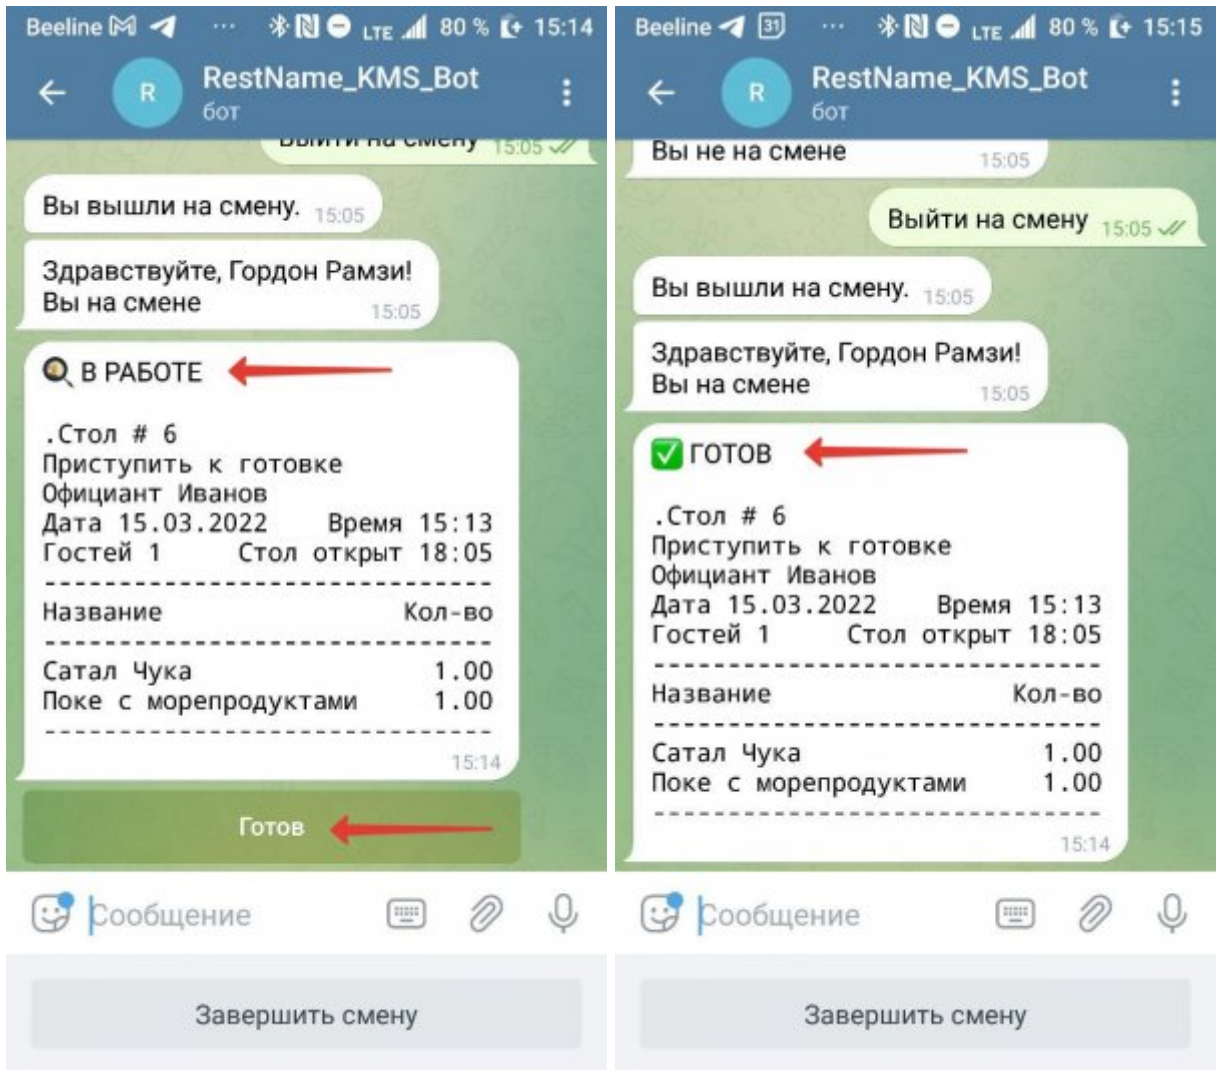 Beeline ... LTE 80 % 15:14
RestName_KMS_Bot
R
бот
Выйти на смену 15:05
Вы вышли на смену. 15:05
Здравствуйте, Гордон Рамзи!
Вы на смене 15:05
В РАБОТЕ
.Стол # 6
Приступить к готовке
Официант Иванов
Дата 15.03.2022 Время 15:13
Гостей 1 Стол открыт 18:05
------------------------------
Название Кол-во
------------------------------
Сатал Чука 1.00
Поке с морепродуктами 1.00
------------------------------
15:14
Готов
Сообщение
Завершить смену
Beeline 31 ... LTE 80 % 15:15
RestName_KMS_Bot
R
бот
Вы не на смене 15:05
Выйти на смену 15:05
Вы вышли на смену. 15:05
Здравствуйте, Гордон Рамзи!
Вы на смене 15:05
ГОТОВ
.Стол # 6
Приступить к готовке
Официант Иванов
Дата 15.03.2022 Время 15:13
Гостей 1 Стол открыт 18:05
------------------------------
Название Кол-во
------------------------------
Сатал Чука 1.00
Поке с морепродуктами 1.00
------------------------------
15:14
Сообщение
Завершить смену